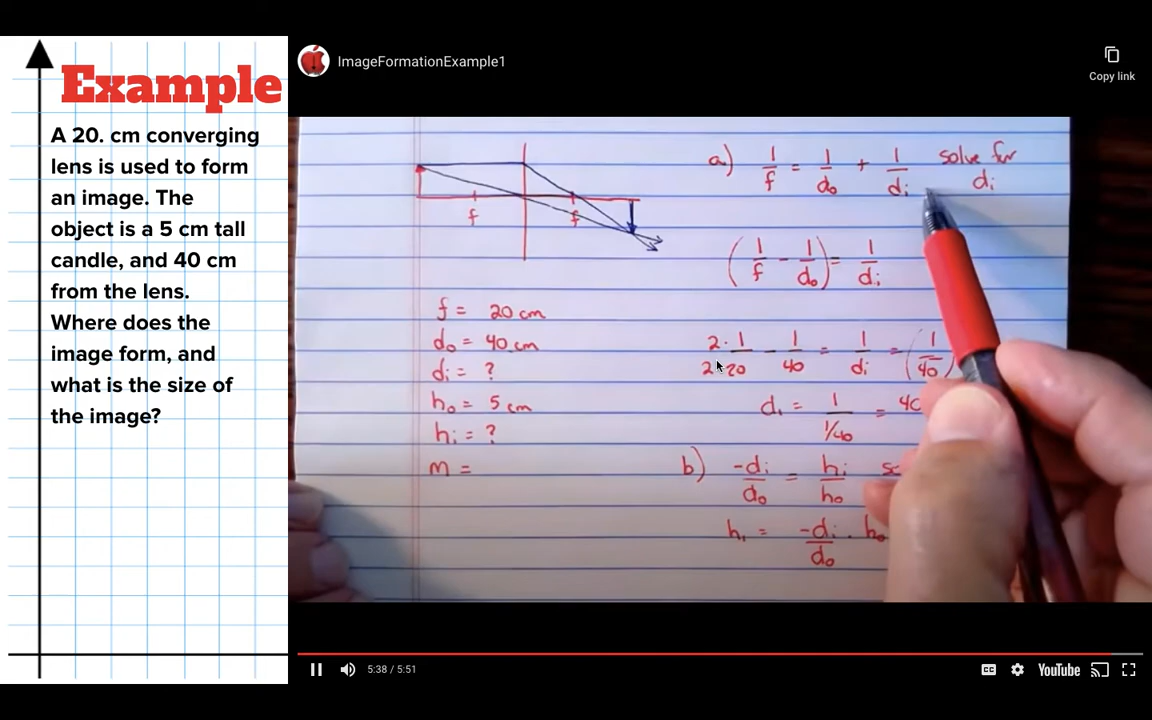 Example
A 20. cm converging
lens is used to form
an image. The
object is a 5 cm tall
candle, and 40 cm
from the lens.
Where does the
image form, and
what is the size of
the image?
ImageFormationExample1
Copy link
f
f
f = 20 cm
do = 40 cm
di = ?
ho = 5 cm
hi = ?
m =
a) 1/f = 1/do + 1/di solve for di
(1/f - 1/do) = 1/di
2·1/2·20 - 1/40 = 1/di = (1/40
di = 1/1/40 = 40
b) -di/do = hi/ho
hi = -di/do · ho
5:38 / 5:51
CC
YouTube